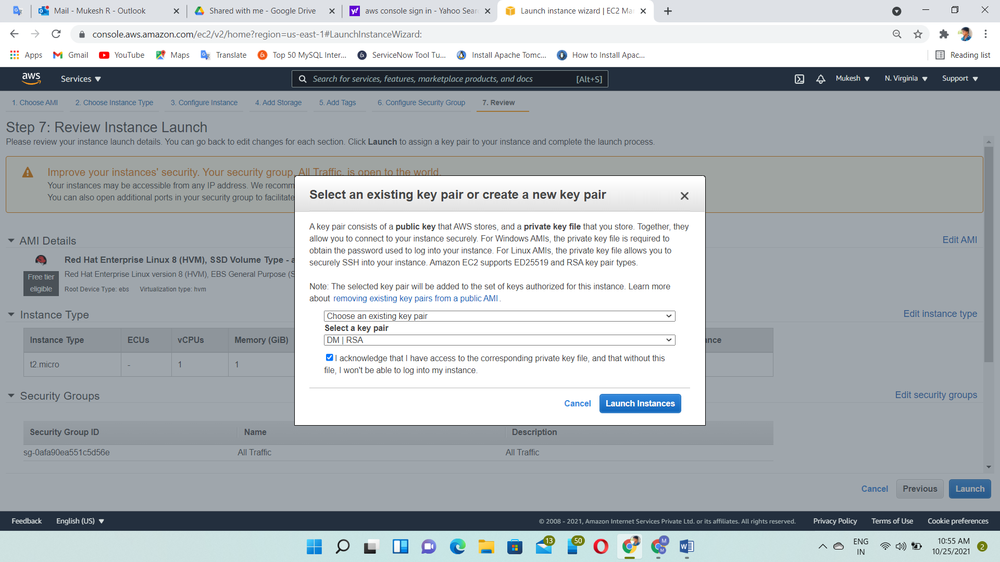 Mail - Mukesh R - Outlook
Shared with me - Google Drive
aws console sign in - Yahoo Sear
Launch instance wizard | EC2 Mar
console.aws.amazon.com/ec2/v2/home?region=us-east-1#LaunchInstanceWizard:
Apps
Gmail
YouTube
Maps
Translate
Top 50 MySQL Inter...
ServiceNow Tool Tu...
Install Apache Tomc...
How to Install Apac...
Reading list
aws
Services
Search for services, features, marketplace products, and docs
[Alt+S]
Mukesh
N. Virginia
Support
1. Choose AMI
2. Choose Instance Type
3. Configure Instance
4. Add Storage
5. Add Tags
6. Configure Security Group
7. Review
Step 7: Review Instance Launch
Please review your instance launch details. You can go back to edit changes for each section. Click Launch to assign a key pair to your instance and complete the launch process.
Improve your instances' security. Your security group, All Traffic, is open to the world.
Your instances may be accessible from any IP address. We recomm
You can also open additional ports in your security group to facilitate
Select an existing key pair or create a new key pair
A key pair consists of a public key that AWS stores, and a private key file that you store. Together, they
allow you to connect to your instance securely. For Windows AMIs, the private key file is required to
obtain the password used to log into your instance. For Linux AMIs, the private key file allows you to
securely SSH into your instance. Amazon EC2 supports ED25519 and RSA key pair types.
Note: The selected key pair will be added to the set of keys authorized for this instance. Learn more
about removing existing key pairs from a public AMI.
Choose an existing key pair
Select a key pair
DM | RSA
I acknowledge that I have access to the corresponding private key file, and that without this
file, I won't be able to log into my instance.
Cancel
Launch Instances
AMI Details
Edit AMI
Red Hat Enterprise Linux 8 (HVM), SSD Volume Type - a
Free tier
eligible
Red Hat Enterprise Linux version 8 (HVM), EBS General Purpose (S
Root Device Type: ebs
Virtualization type: hvm
Instance Type
Edit instance type
Instance Type
ECUs
vCPUs
Memory (GiB)
ance
t2.micro
-
1
1
Security Groups
Edit security groups
Security Group ID
Name
Description
sg-0afa90ea551c5d56e
All Traffic
All Traffic
Cancel
Previous
Launch
Feedback
English (US)
© 2008 - 2021, Amazon Internet Services Private Ltd. or its affiliates. All rights reserved.
Privacy Policy
Terms of Use
Cookie preferences
13
50
M
M
ENG
IN
10:55 AM
10/25/2021
2